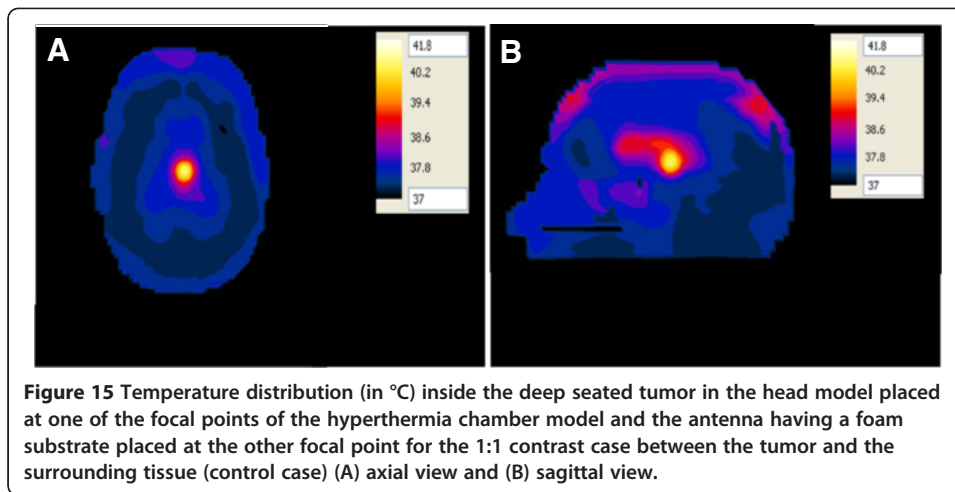 A
41.8
40.2
39.4
38.6
37.8
37
B
41.8
40.2
39.4
38.6
37.8
37
Figure 15 Temperature distribution (in °C) inside the deep seated tumor in the head model placed
at one of the focal points of the hyperthermia chamber model and the antenna having a foam
substrate placed at the other focal point for the 1:1 contrast case between the tumor and the
surrounding tissue (control case) (A) axial view and (B) sagittal view.